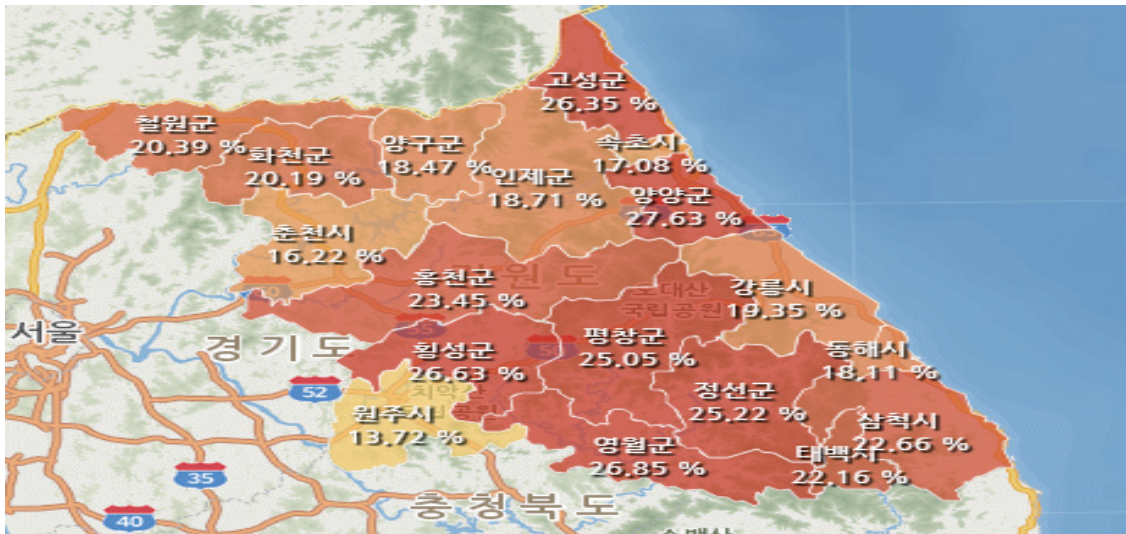 고성군
26.35 %
철원군
20.39 %
화천군
20.19 %
양구군
18.47 %
속초시
17.08 %
인제군
18.71 %
양양군
27.63 %
춘천시
16.22 %
강원도
홍천군
23.45 %
오대산
국립공원
강릉시
19.35 %
서울
경기도
평창군
25.05 %
횡성군
26.63 %
동해시
18.11 %
52
치악산
원주시
13.72 %
정선군
25.22 %
삼척시
22.66 %
영월군
26.85 %
태백시
22.16 %
35
충청북도
40